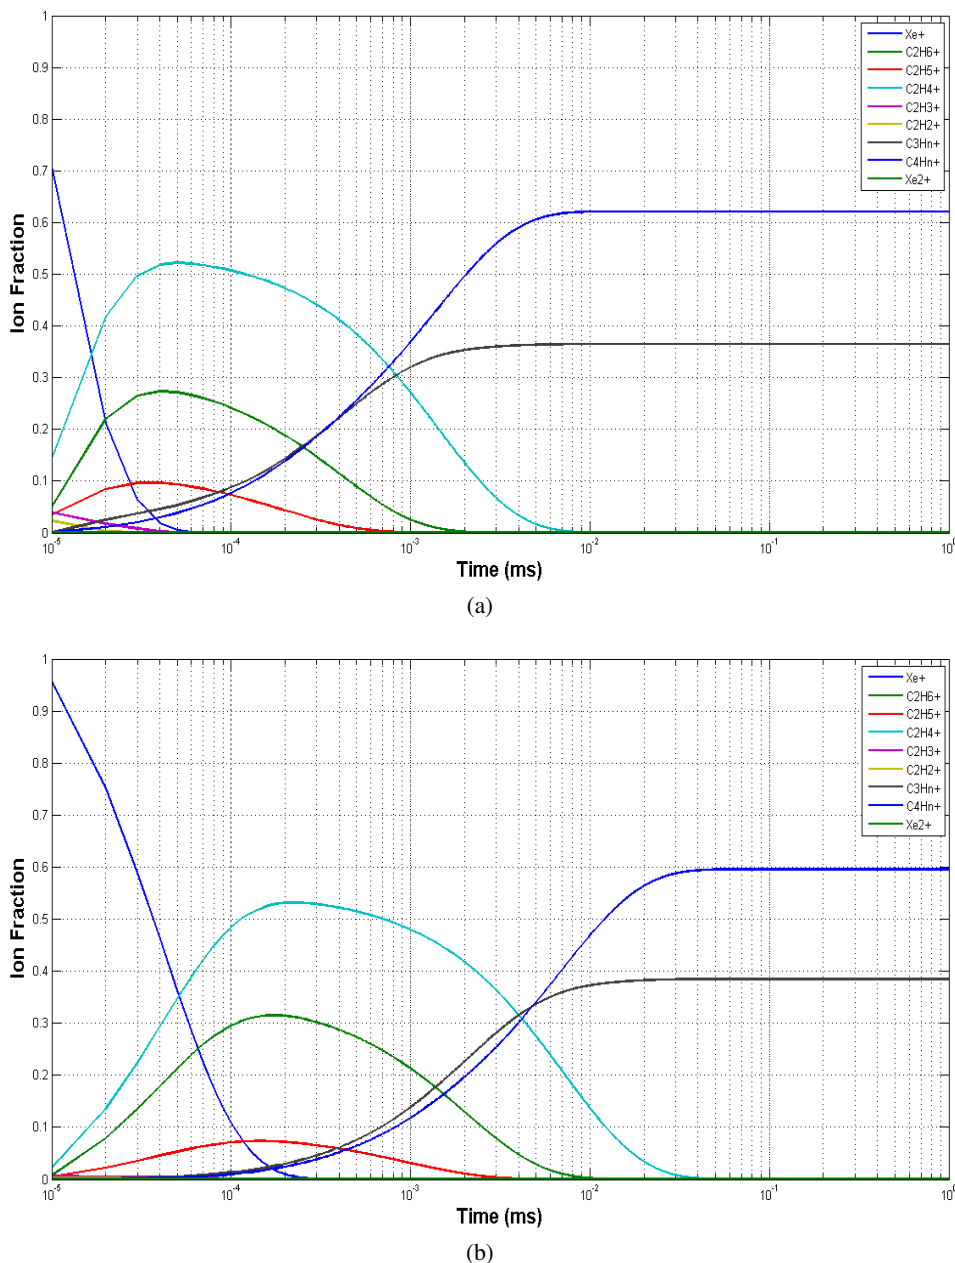 1
0.9
0.8
0.7
0.6
0.5
0.4
0.3
0.2
0.1
0
Ion Fraction
10⁻⁵ 10⁻⁴ 10⁻³ 10⁻² 10⁻¹ 10⁰
Time (ms)
Xe+
C2H6+
C2H5+
C2H4+
C2H3+
C2H2+
C3Hn+
C4Hn+
Xe2+
(a)
1
0.9
0.8
0.7
0.6
0.5
0.4
0.3
0.2
0.1
0
Ion Fraction
10⁻⁵ 10⁻⁴ 10⁻³ 10⁻² 10⁻¹ 10⁰
Time (ms)
Xe+
C2H6+
C2H5+
C2H4+
C2H3+
C2H2+
C3Hn+
C4Hn+
Xe2+
(b)